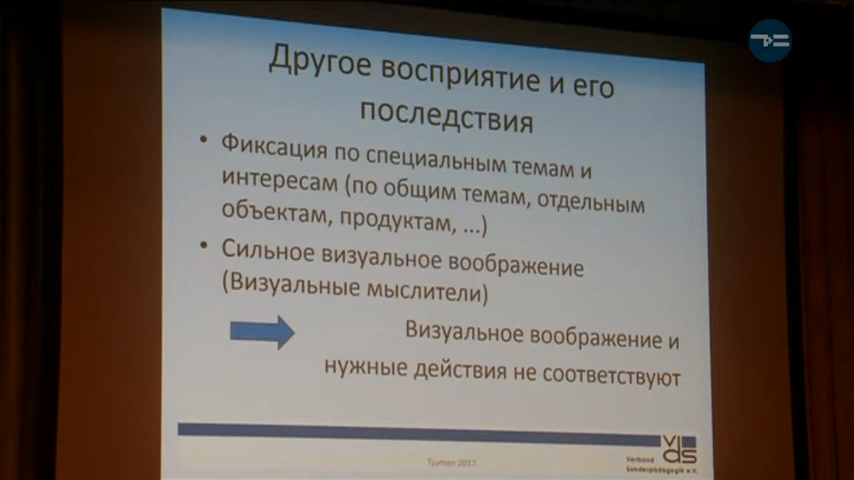 Другое восприятие и его
последствия
• Фиксация по специальным темам и
интересам (по общим темам, отдельным
объектам, продуктам, ...)
• Сильное визуальное воображение
(Визуальные мыслители)
Визуальное воображение и
нужные действия не соответствуют
Tjumen 2017
vds
Verband
Sonderpädagogik e.V.